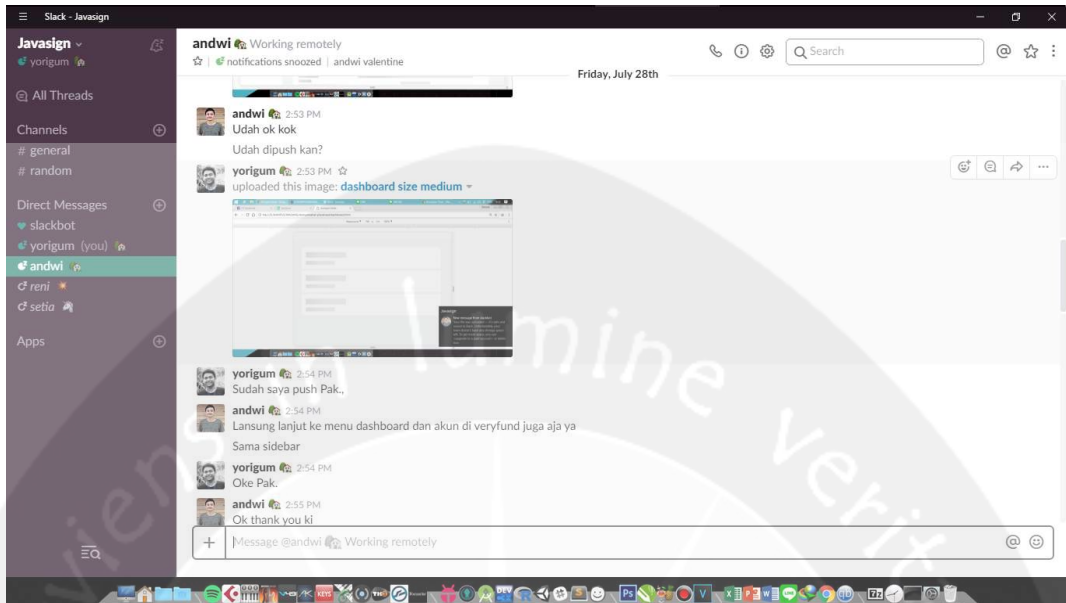 Slack - Javasign
Javasign
yorigum
All Threads
Channels
# general
# random
Direct Messages
slackbot
yorigum (you)
andwi
reni
setia
Apps
andwi Working remotely
notifications snoozed | andwi valentine
Search
Friday, July 28th
andwi 2:53 PM
Udah ok kok
Udah dipush kan?
yorigum 2:53 PM
uploaded this image: dashboard size medium
yorigum 2:54 PM
Sudah saya push Pak.,
andwi 2:54 PM
Lansung lanjut ke menu dashboard dan akun di veryfund juga aja ya
Sama sidebar
yorigum 2:54 PM
Oke Pak.
andwi 2:55 PM
Ok thank you ki
Message @andwi Working remotely
viens in lumine verit